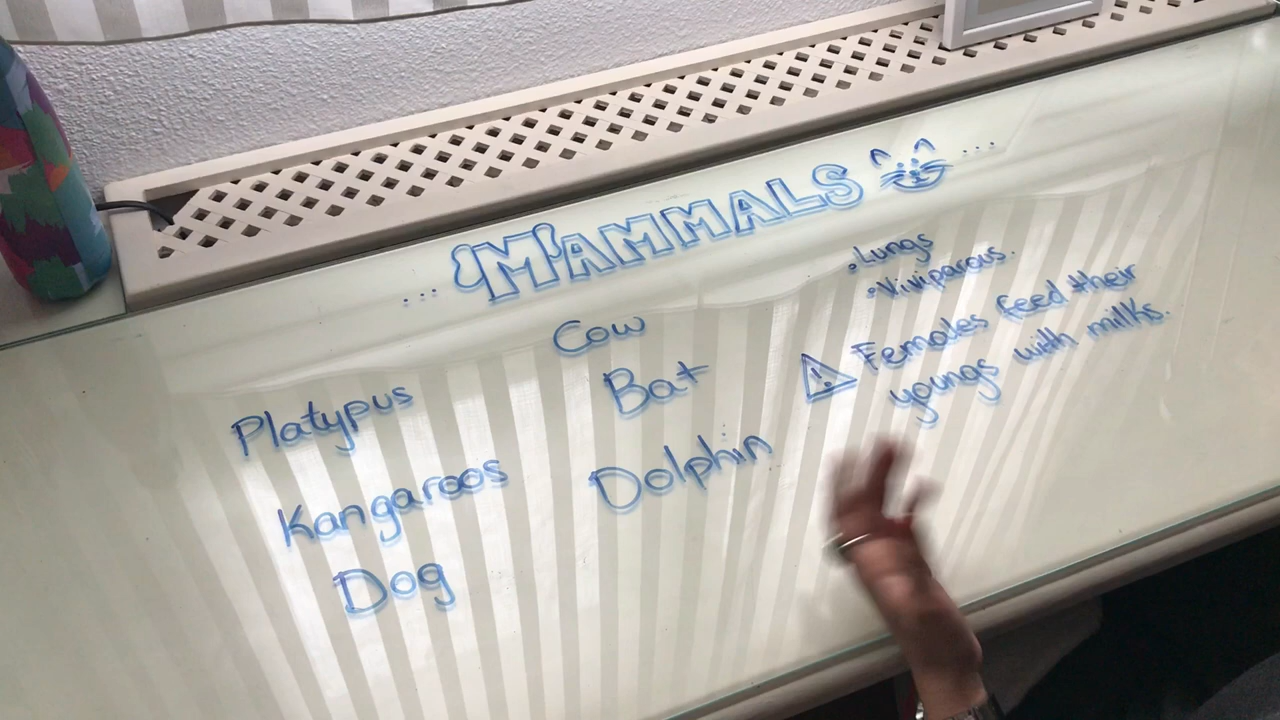 ... MAMMALS ...
Platypus
Kangaroos
Dog
Cow
Bat
Dolphin
• Lungs
• Viviparous.
⚠ Females feed their
youngs with milks.